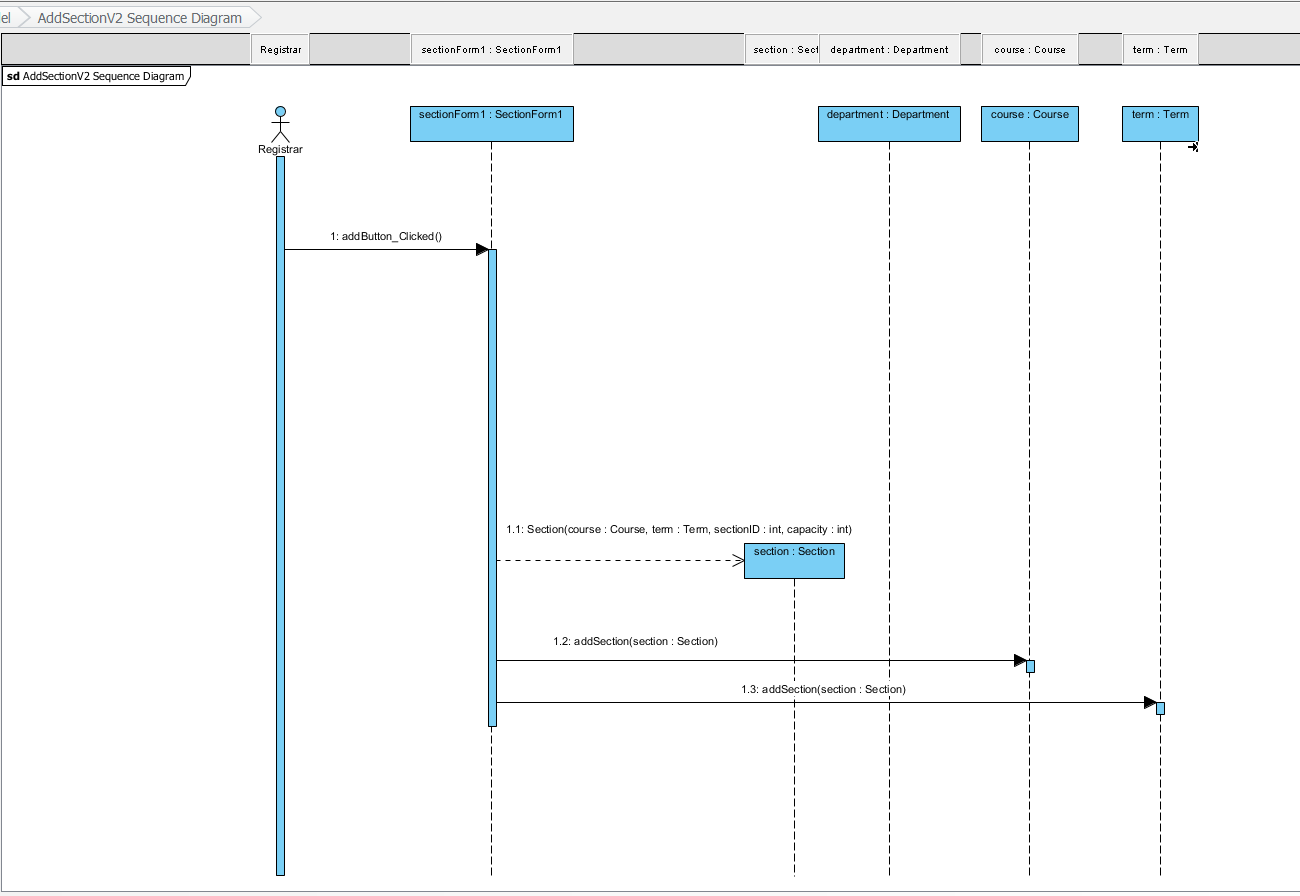 el
AddSectionV2 Sequence Diagram
Registrar
sectionForm1 : SectionForm1
section : Sect
department : Department
course : Course
term : Term
sd AddSectionV2 Sequence Diagram
sectionForm1 : SectionForm1
department : Department
course : Course
term : Term
Registrar
1: addButton_Clicked()
1.1: Section(course : Course, term : Term, sectionID : int, capacity : int)
section : Section
1.2: addSection(section : Section)
1.3: addSection(section : Section)